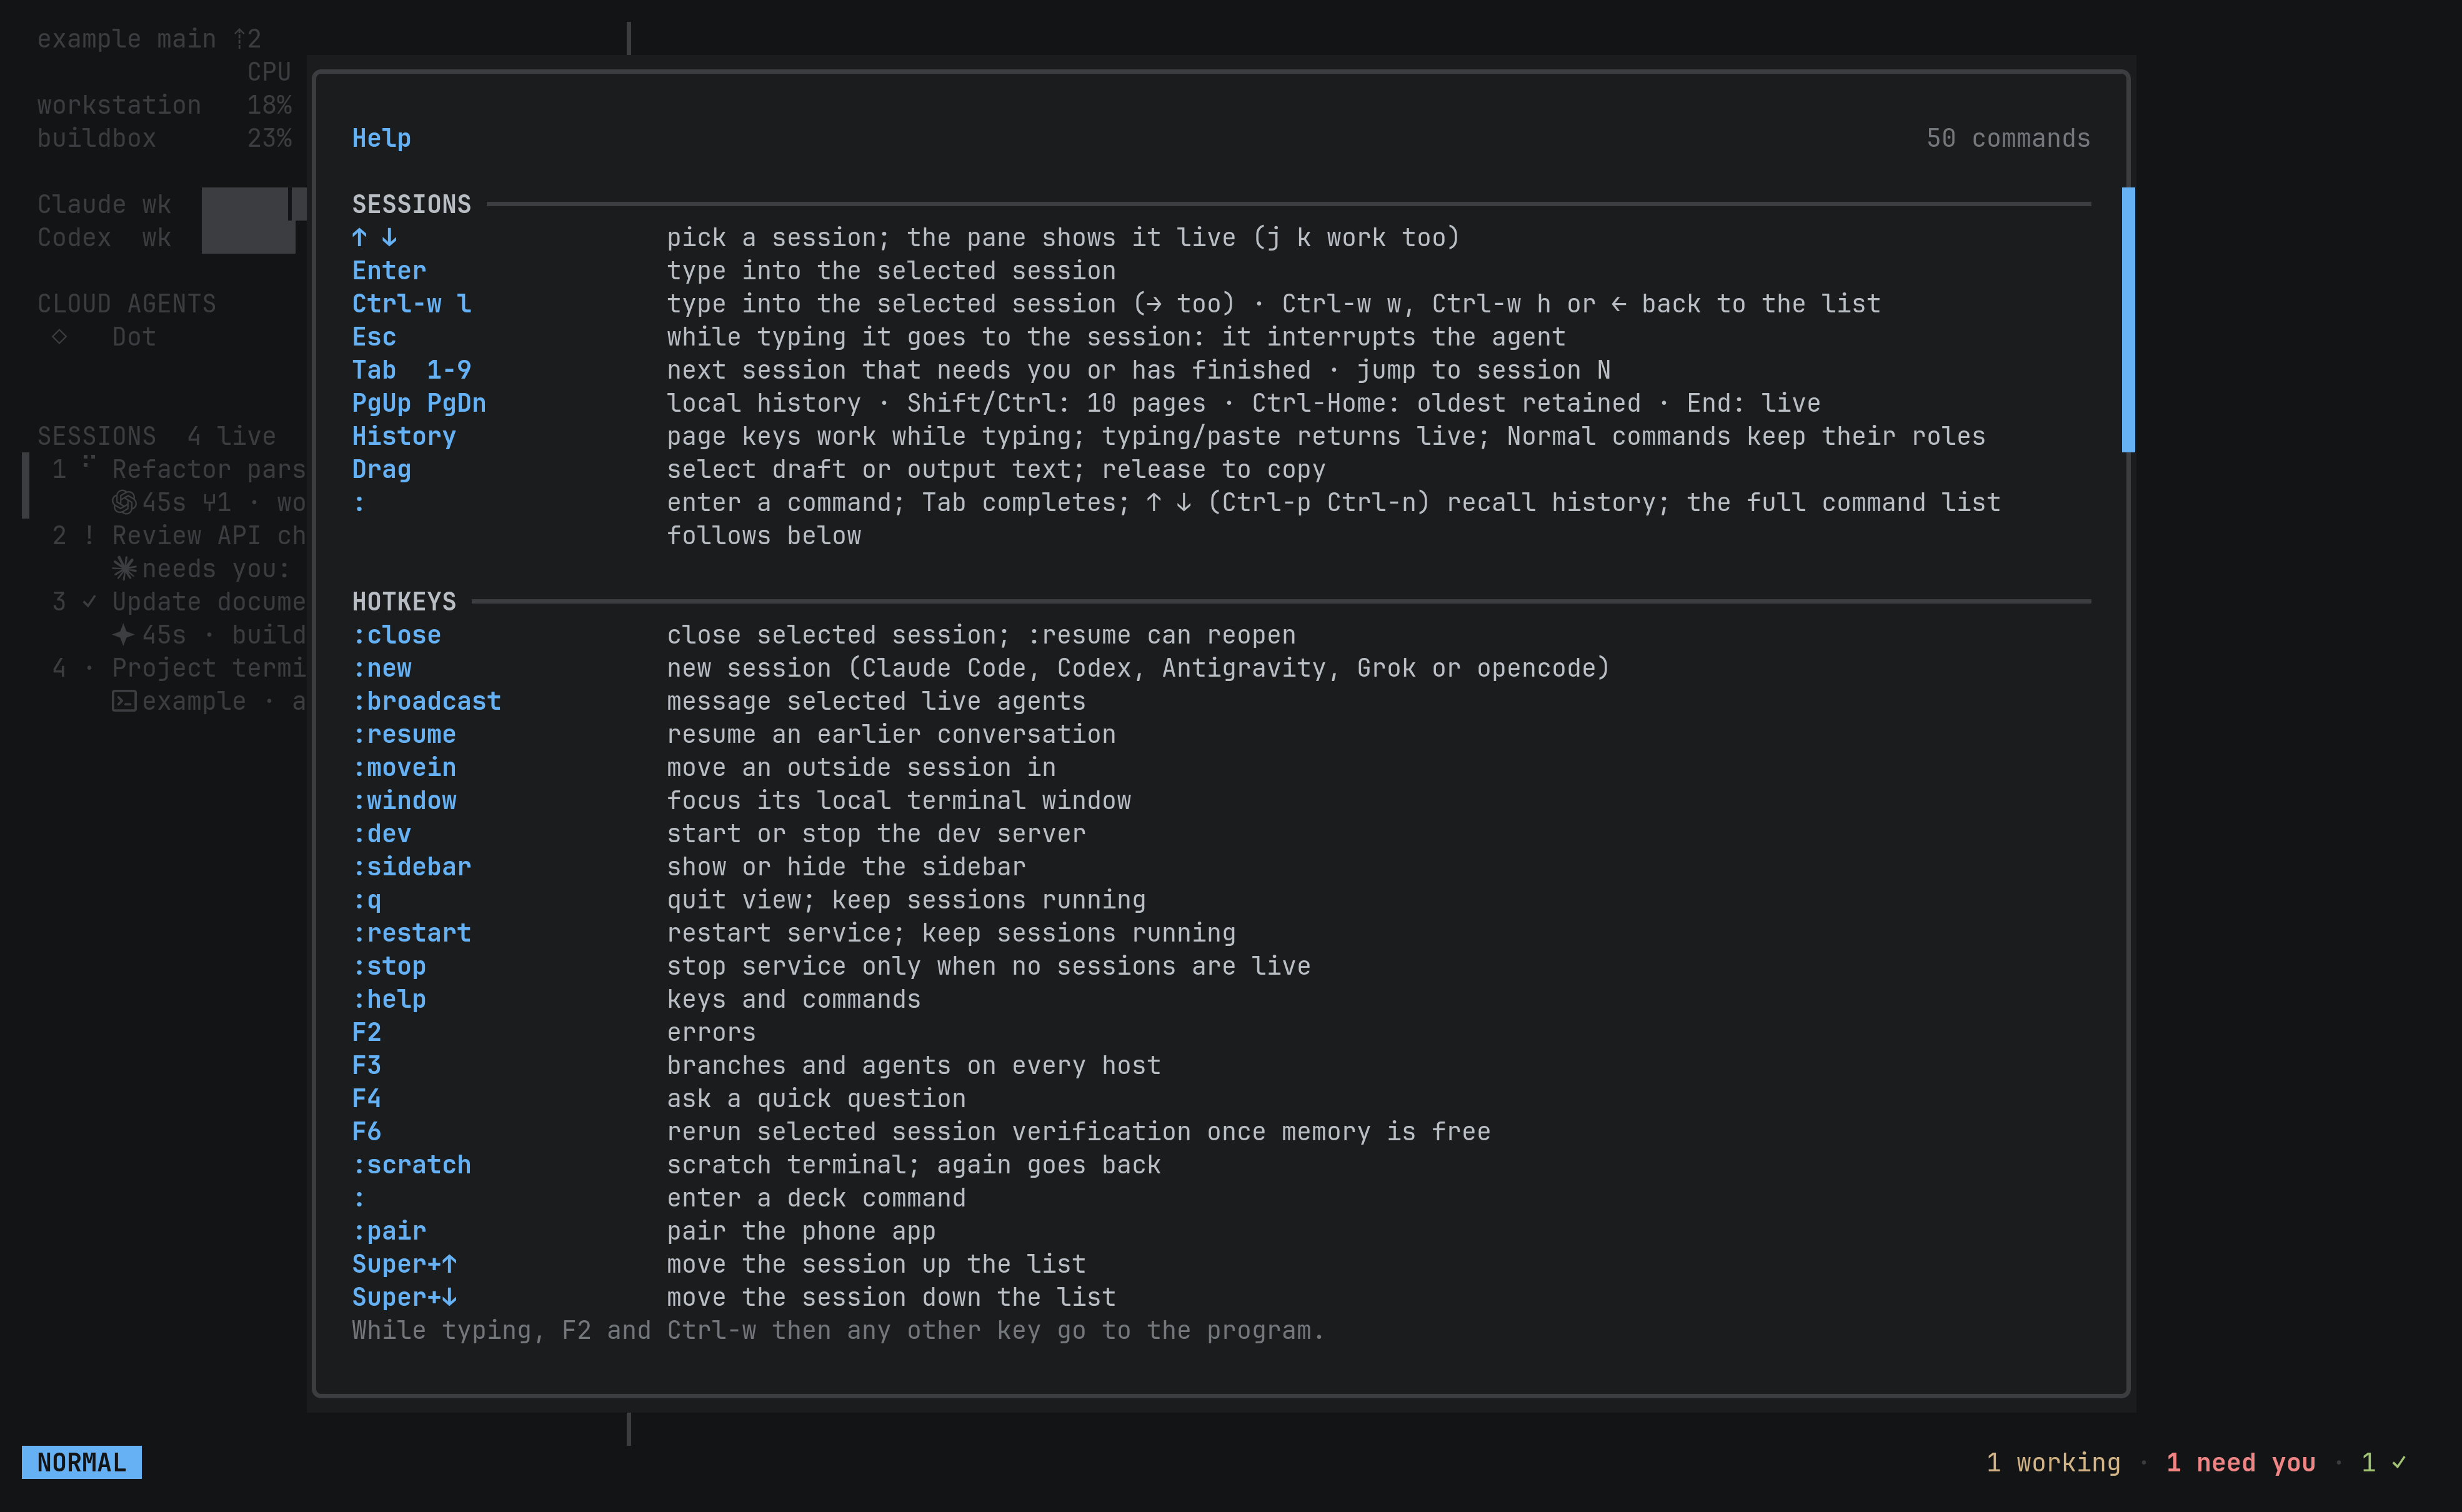 example main ⇡2
CPU
workstation 18%
buildbox 23%
Claude wk
Codex wk
CLOUD AGENTS
◇ Dot
SESSIONS 4 live
1 Refactor pars
45s 1 · wo
2 ! Review API ch
needs you:
3 ✓ Update docume
45s · build
4 · Project termi
example · a
Help 50 commands
SESSIONS
↑ ↓ pick a session; the pane shows it live (j k work too)
Enter type into the selected session
Ctrl-w l type into the selected session (→ too) · Ctrl-w w, Ctrl-w h or ← back to the list
Esc while typing it goes to the session: it interrupts the agent
Tab 1-9 next session that needs you or has finished · jump to session N
PgUp PgDn local history · Shift/Ctrl: 10 pages · Ctrl-Home: oldest retained · End: live
History page keys work while typing; typing/paste returns live; Normal commands keep their roles
Drag select draft or output text; release to copy
: enter a command; Tab completes; ↑ ↓ (Ctrl-p Ctrl-n) recall history; the full command list
follows below
HOTKEYS
:close close selected session; :resume can reopen
:new new session (Claude Code, Codex, Antigravity, Grok or opencode)
:broadcast message selected live agents
:resume resume an earlier conversation
:movein move an outside session in
:window focus its local terminal window
:dev start or stop the dev server
:sidebar show or hide the sidebar
:q quit view; keep sessions running
:restart restart service; keep sessions running
:stop stop service only when no sessions are live
:help keys and commands
F2 errors
F3 branches and agents on every host
F4 ask a quick question
F6 rerun selected session verification once memory is free
:scratch scratch terminal; again goes back
: enter a deck command
:pair pair the phone app
Super+↑ move the session up the list
Super+↓ move the session down the list
While typing, F2 and Ctrl-w then any other key go to the program.
NORMAL 1 working · 1 need you · 1 ✓